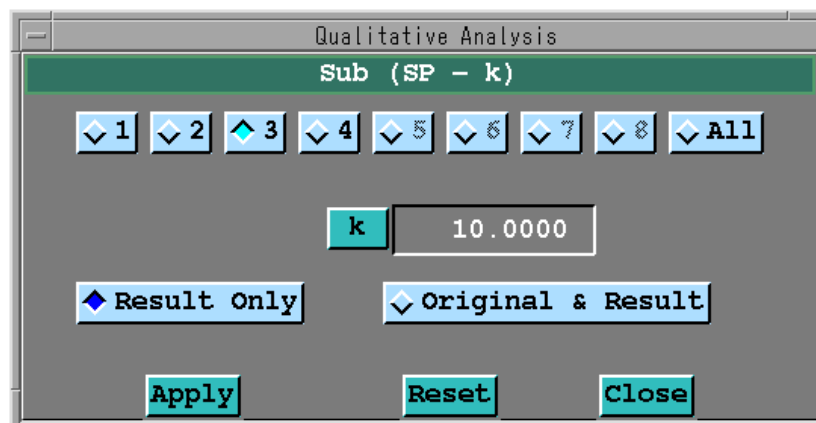 Qualitative Analysis
Sub (SP - k)
1 2 3 4 5 6 7 8 All
k 10.0000
Result Only Original & Result
Apply Reset Close